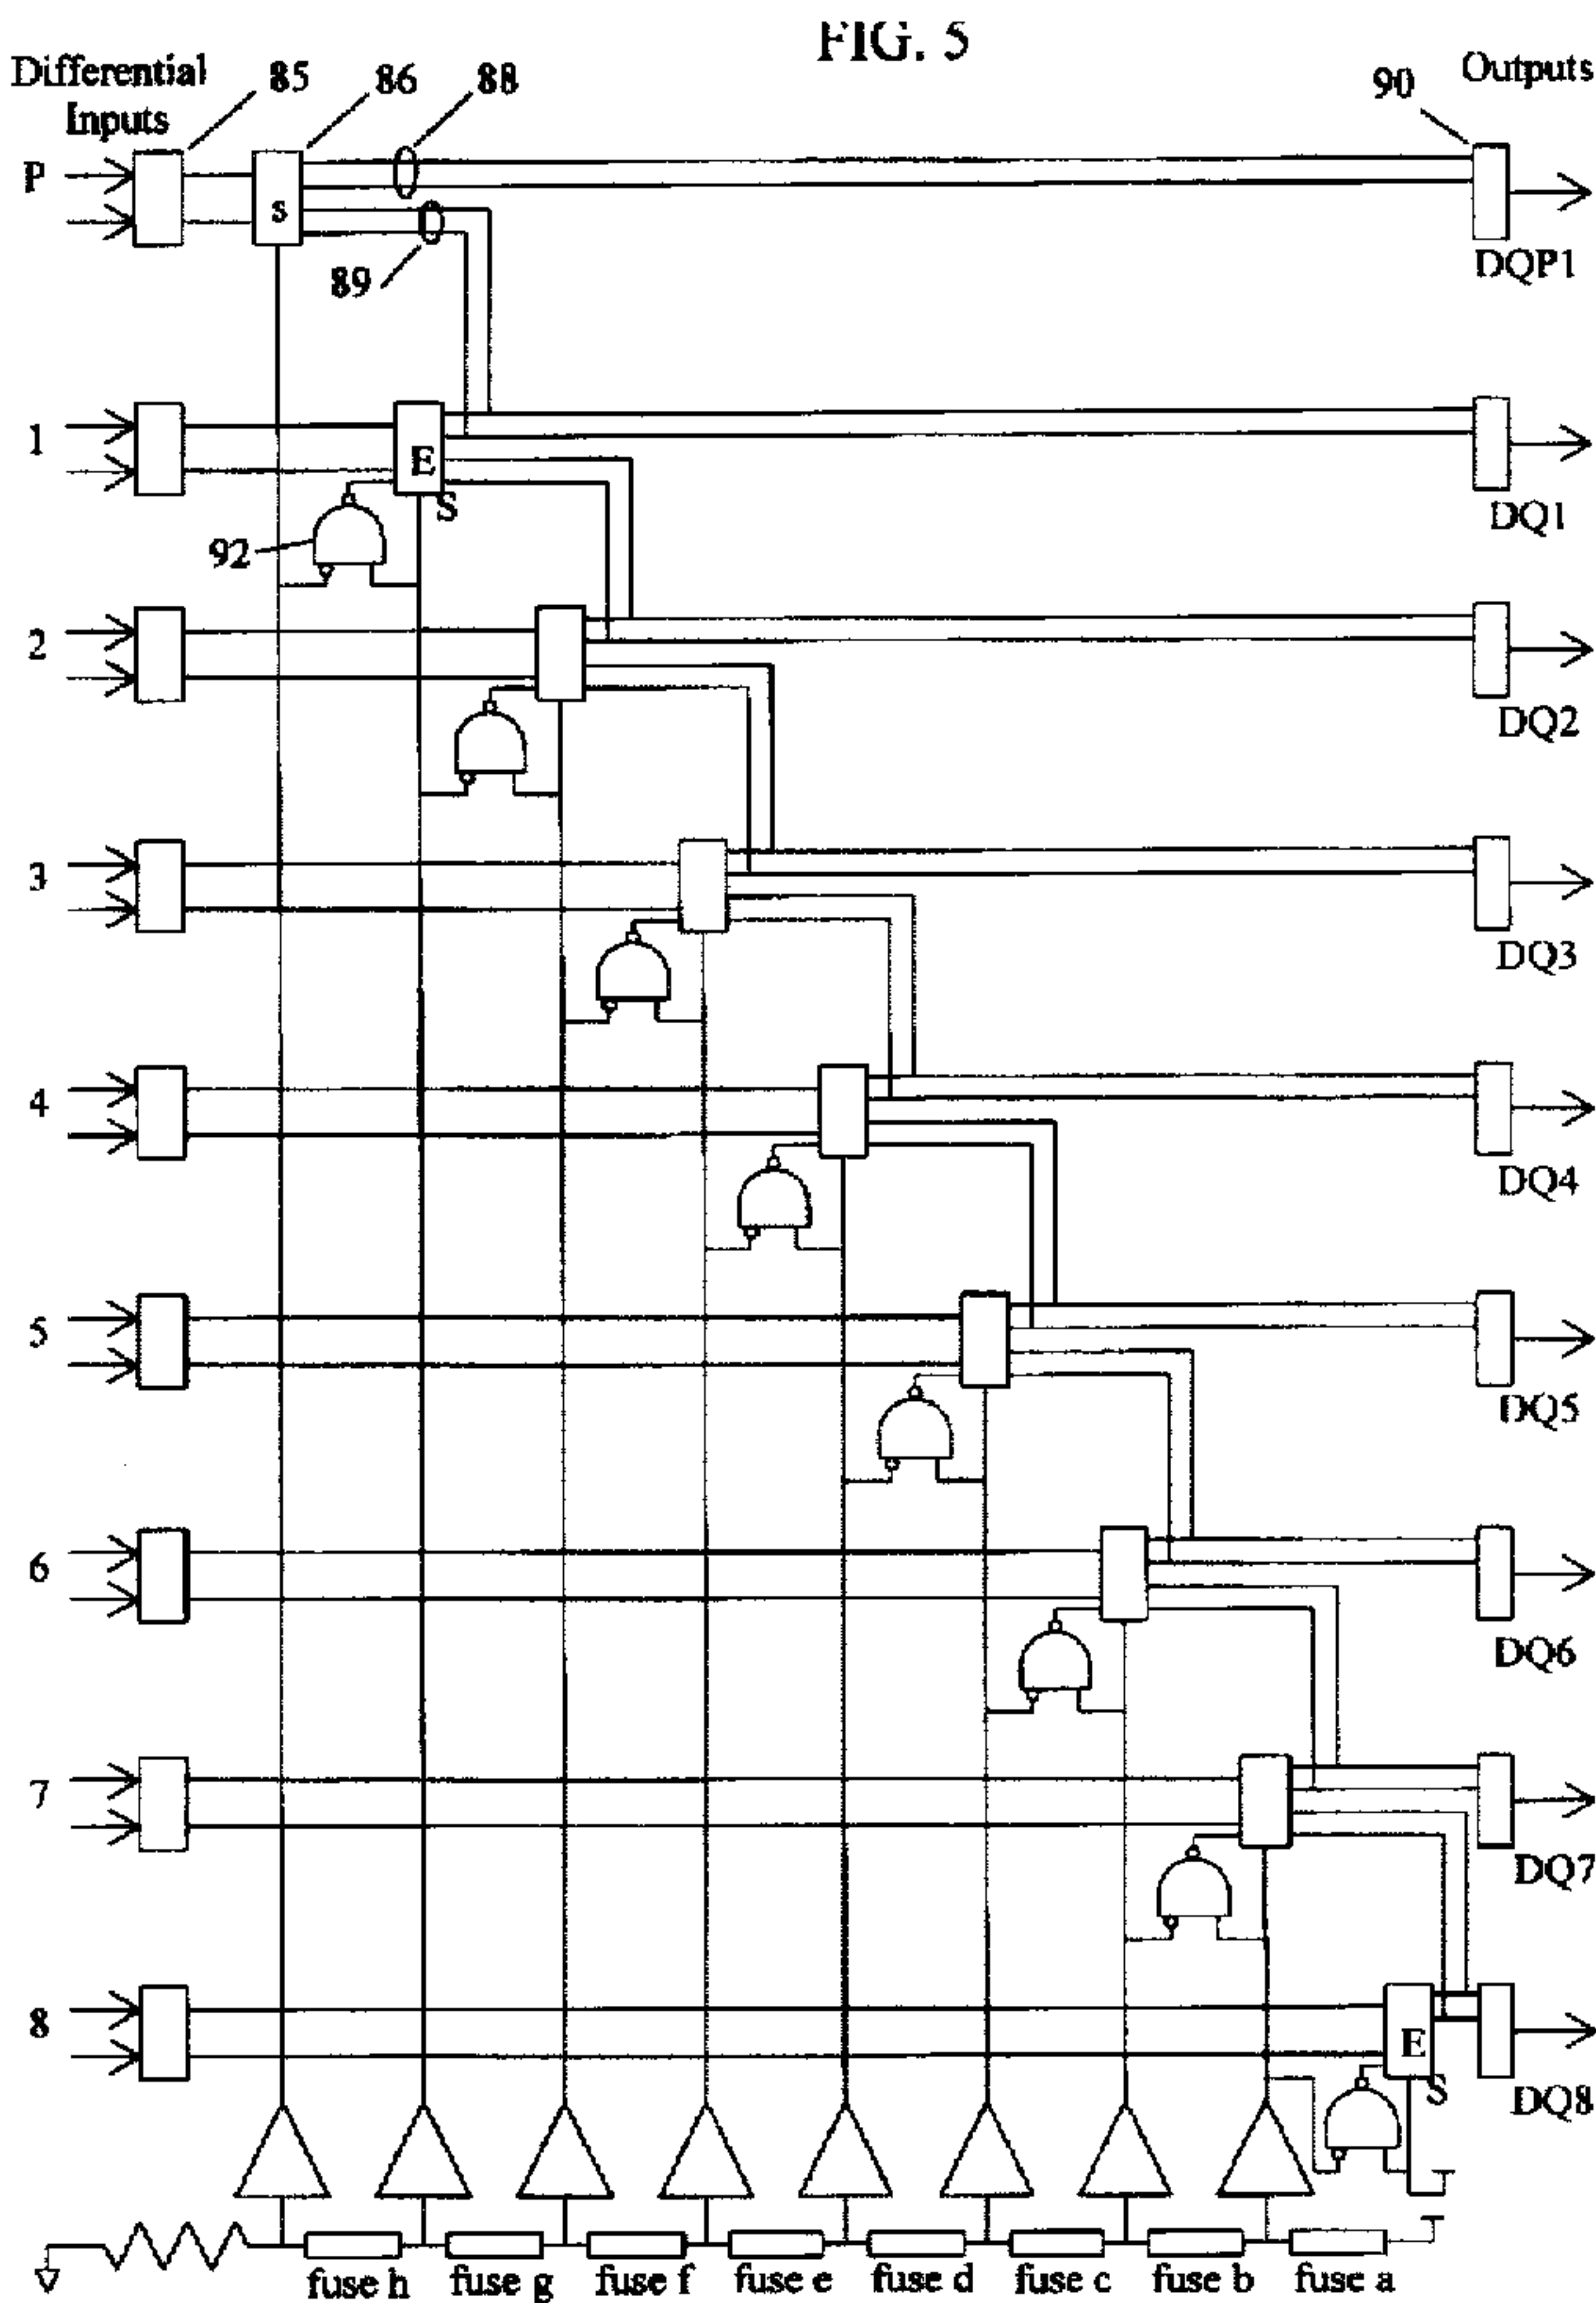 FIG. 5
Differential
Inputs
85
86
88
90
Outputs
P
s
89
DQP1
1
E
S
DQ1
92
2
DQ2
3
DQ3
4
DQ4
5
DQ5
6
DQ6
7
DQ7
8
E
S
DQ8
fuse h
fuse g
fuse f
fuse e
fuse d
fuse c
fuse b
fuse a